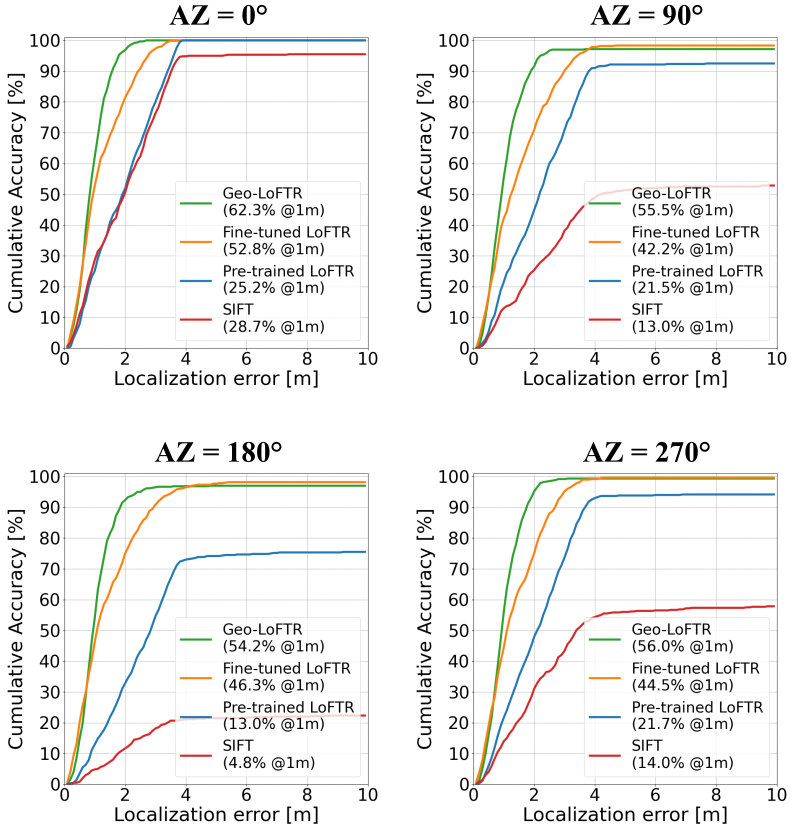 AZ = 0°
Cumulative Accuracy [%]
100
90
80
70
60
50
40
30
20
10
0
Geo-LoFTR
(62.3% @1m)
Fine-tuned LoFTR
(52.8% @1m)
Pre-trained LoFTR
(25.2% @1m)
SIFT
(28.7% @1m)
0 2 4 6 8 10
Localization error [m]
AZ = 90°
Cumulative Accuracy [%]
100
90
80
70
60
50
40
30
20
10
0
Geo-LoFTR
(55.5% @1m)
Fine-tuned LoFTR
(42.2% @1m)
Pre-trained LoFTR
(21.5% @1m)
SIFT
(13.0% @1m)
0 2 4 6 8 10
Localization error [m]
AZ = 180°
Cumulative Accuracy [%]
100
90
80
70
60
50
40
30
20
10
0
Geo-LoFTR
(54.2% @1m)
Fine-tuned LoFTR
(46.3% @1m)
Pre-trained LoFTR
(13.0% @1m)
SIFT
(4.8% @1m)
0 2 4 6 8 10
Localization error [m]
AZ = 270°
Cumulative Accuracy [%]
100
90
80
70
60
50
40
30
20
10
0
Geo-LoFTR
(56.0% @1m)
Fine-tuned LoFTR
(44.5% @1m)
Pre-trained LoFTR
(21.7% @1m)
SIFT
(14.0% @1m)
0 2 4 6 8 10
Localization error [m]